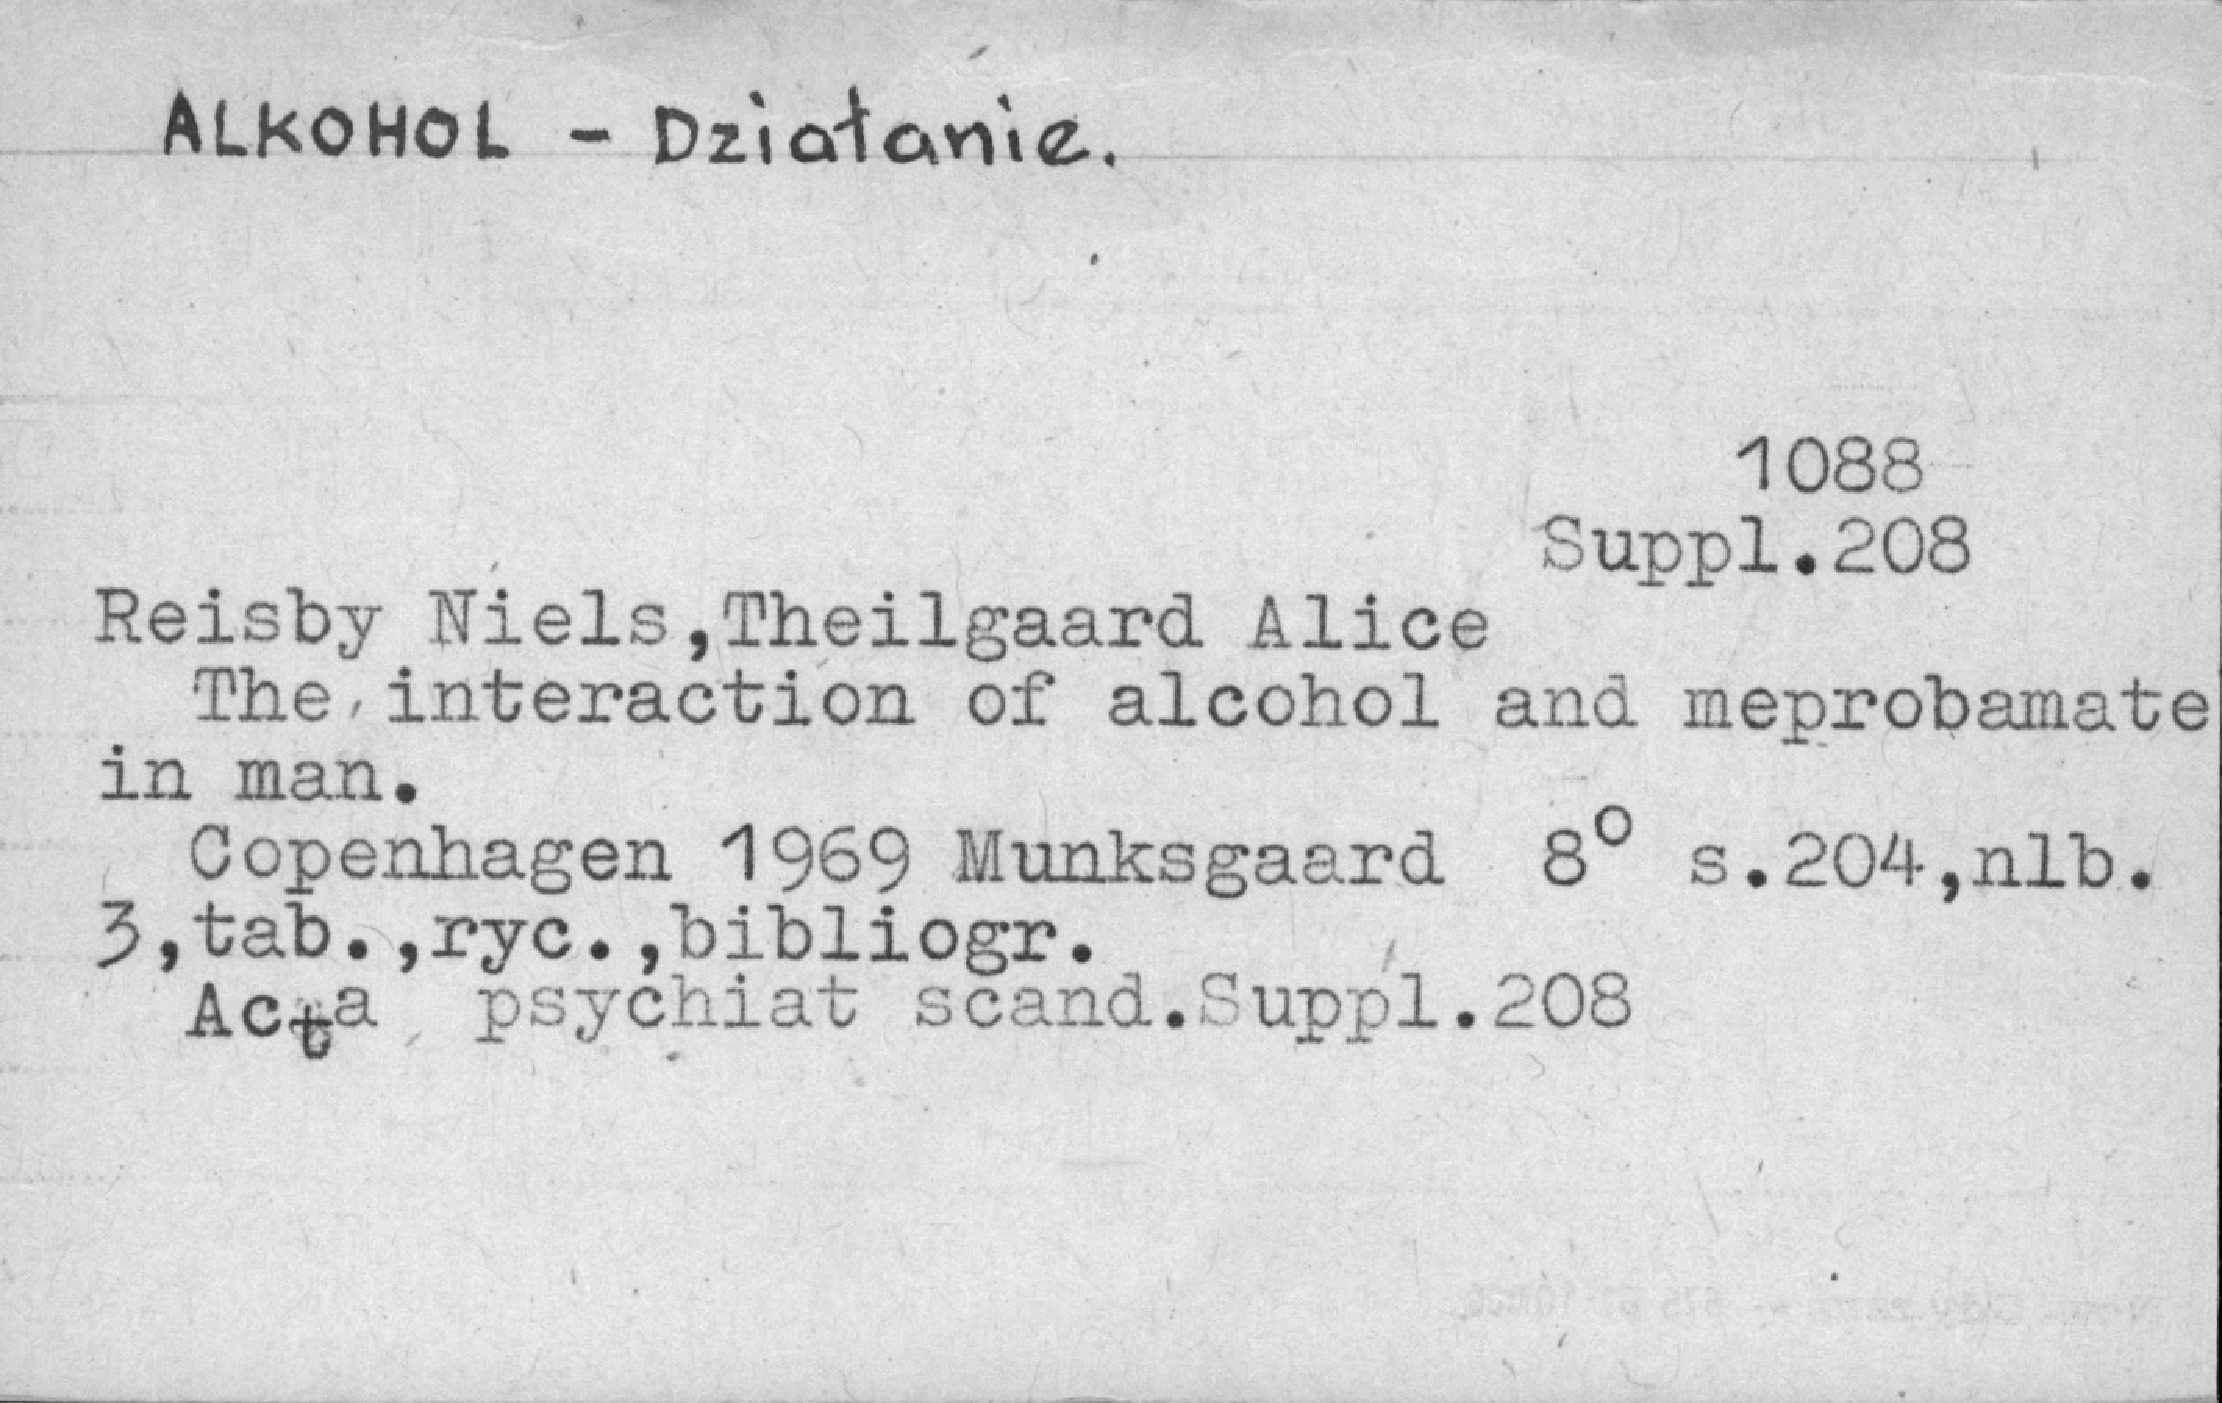 ALKOHOL - Działanie.
1088
Suppl.208
Reisby Niels,Theilgaard Alice
The interaction of alcohol and meprobamate
in man.
Copenhagen 1969 Munksgaard 8° s.204,nlb.
3,tab.,ryc.,bibliogr.
Acta psychiat scand.Suppl.208